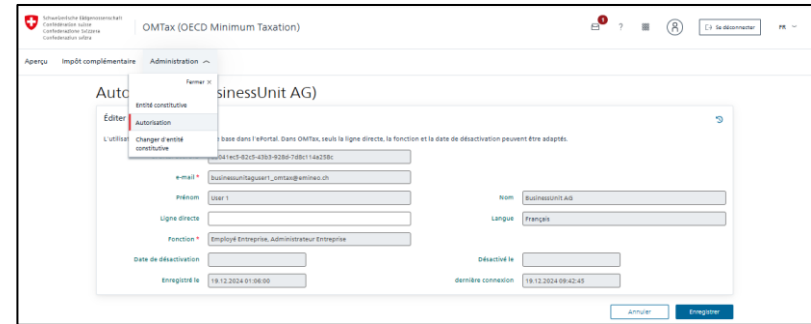 Schweizerische Eidgenossenschaft
Confédération suisse
Confederazione Svizzera
Confederaziun svizra
OMTax (OECD Minimum Taxation)
1
?
Se déconnecter
FR
Aperçu
Impôt complémentaire
Administration
Fermer ×
Entité constitutive
Autorisation
Changer d'entité
constitutive
Auto
sinessUnit AG)
Éditer
L'utilisa
e base dans l'ePortal. Dans OMTax, seuls la ligne directe, la fonction et la date de désactivation peuvent être adaptés.
e-mail *
businessunitaguser1_omtax@emineo.ch
Prénom
User 1
Nom
BusinessUnit AG
Ligne directe
Langue
Français
Fonction *
Employé Entreprise, Administrateur Entreprise
Date de désactivation
Désactivé le
Enregistré le
19.12.2024 01:06:00
dernière connexion
19.12.2024 09:42:45
Annuler
Enregistrer